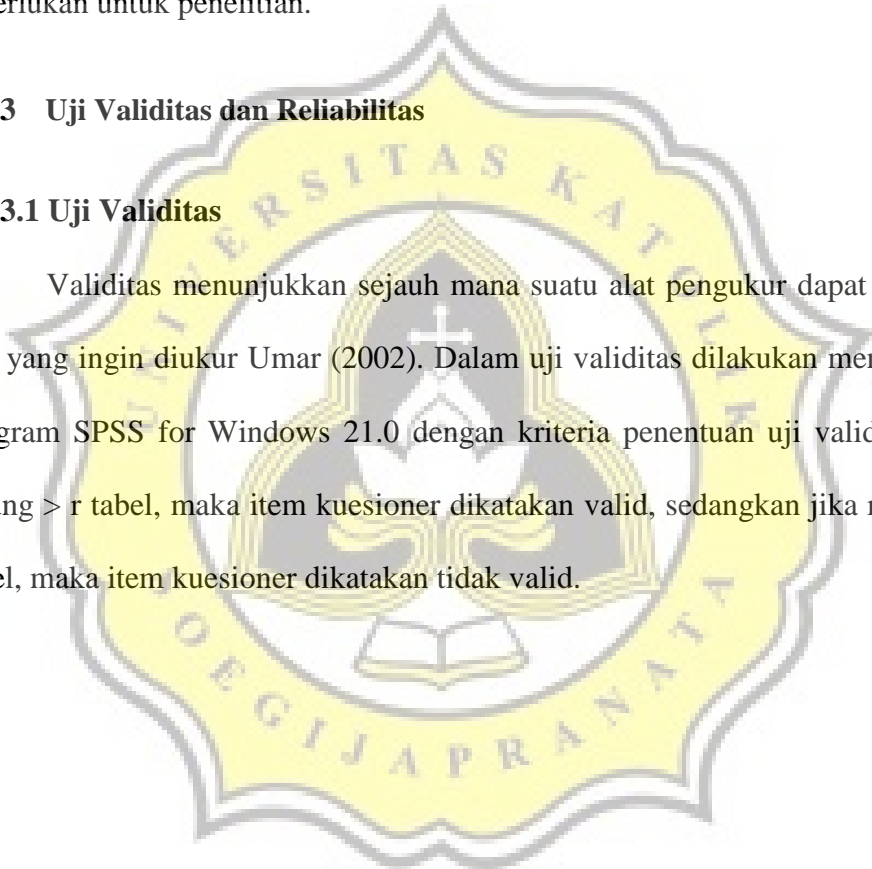 erlukan untuk penelitian.
3 Uji Validitas dan Reliabilitas
3.1 Uji Validitas
Validitas menunjukkan sejauh mana suatu alat pengukur dapat
yang ingin diukur Umar (2002). Dalam uji validitas dilakukan men
gram SPSS for Windows 21.0 dengan kriteria penentuan uji valid
ng > r tabel, maka item kuesioner dikatakan valid, sedangkan jika r
el, maka item kuesioner dikatakan tidak valid.
UNIVERSITAS KATOLIK
SOEGIJAPRANATA